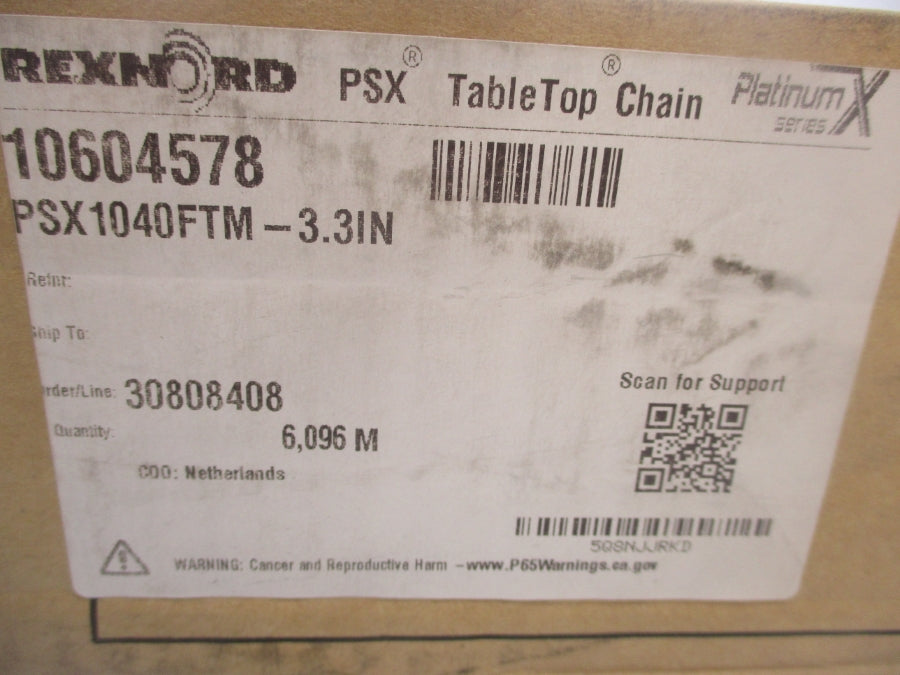 REXNORD PSX® TableTop® Chain Platinum X series
10604578
PSX1040FTM - 3.3IN
Refnr:
Ship To:
Order/Line: 30808408
Quantity: 6,096 M
COO: Netherlands
Scan for Support
5Q8NJJRKD
WARNING: Cancer and Reproductive Harm - www.P65Warnings.ca.gov